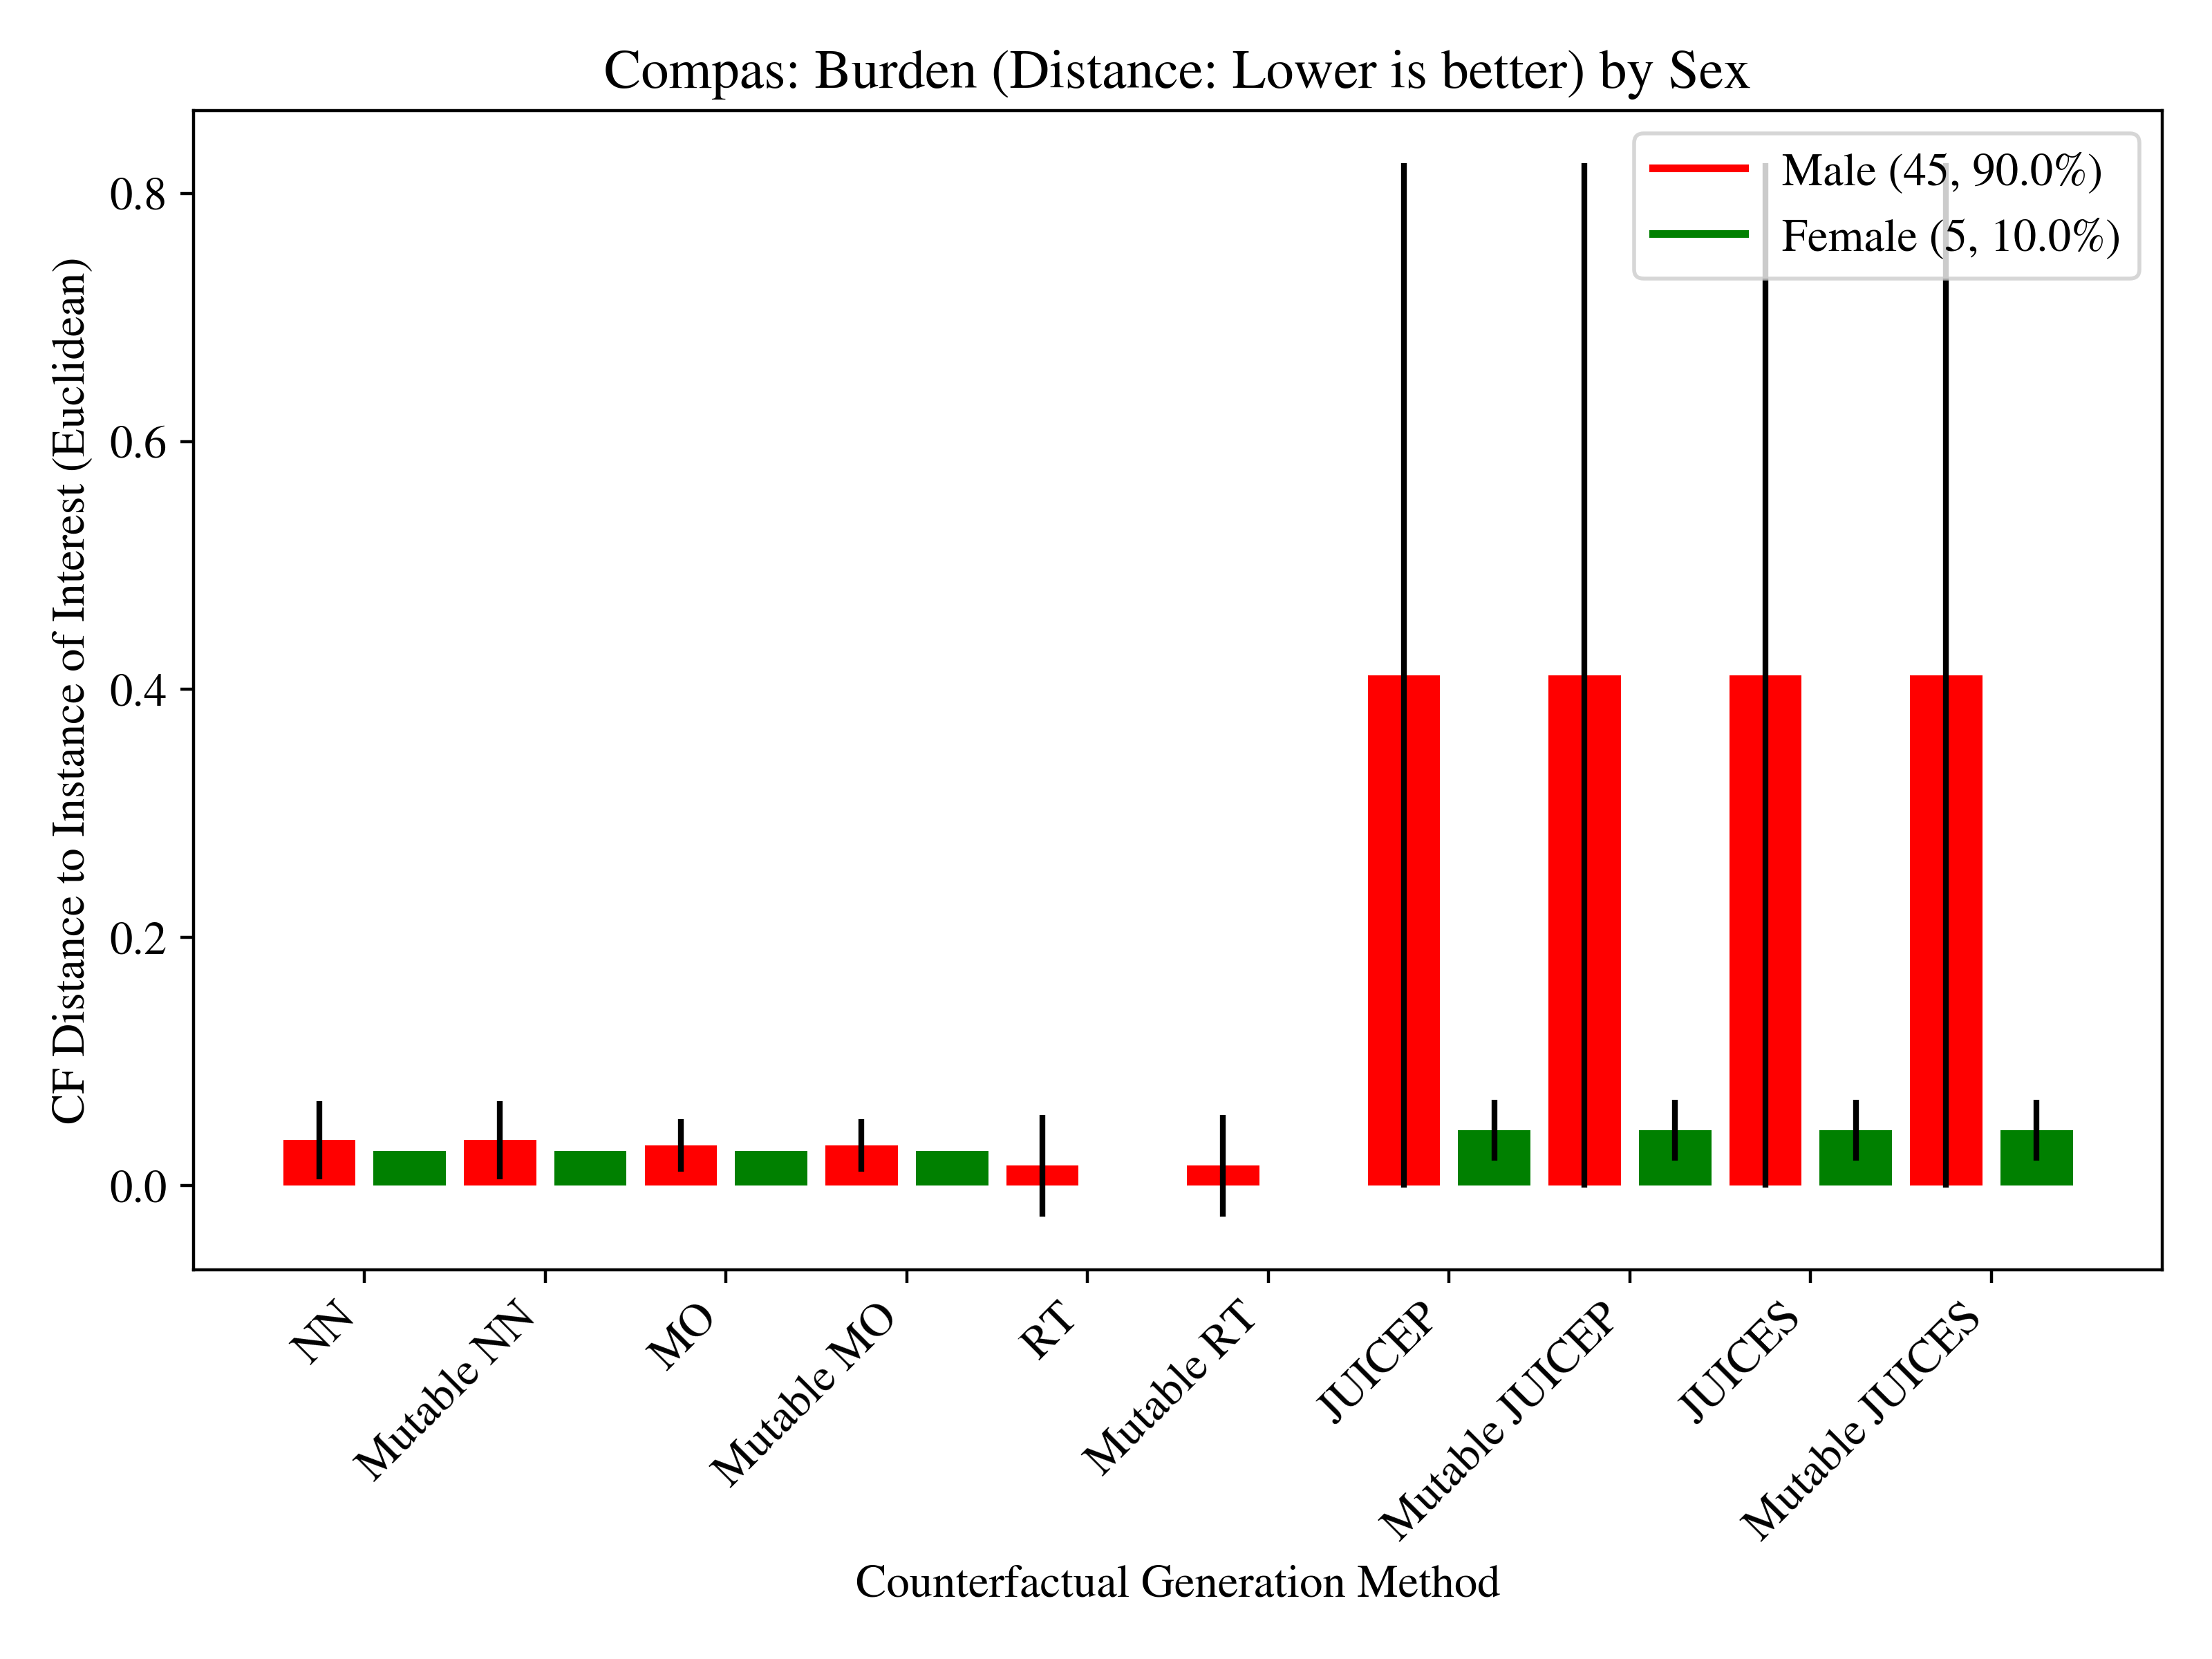 Compas: Burden (Distance: Lower is better) by Sex
Male (45, 90.0%)
Female (5, 10.0%)
CF Distance to Instance of Interest (Euclidean)
0.8
0.6
0.4
0.2
0.0
NN
Mutable NN
MO
Mutable MO
RT
Mutable RT
JUICEP
Mutable JUICEP
JUICES
Mutable JUICES
Counterfactual Generation Method